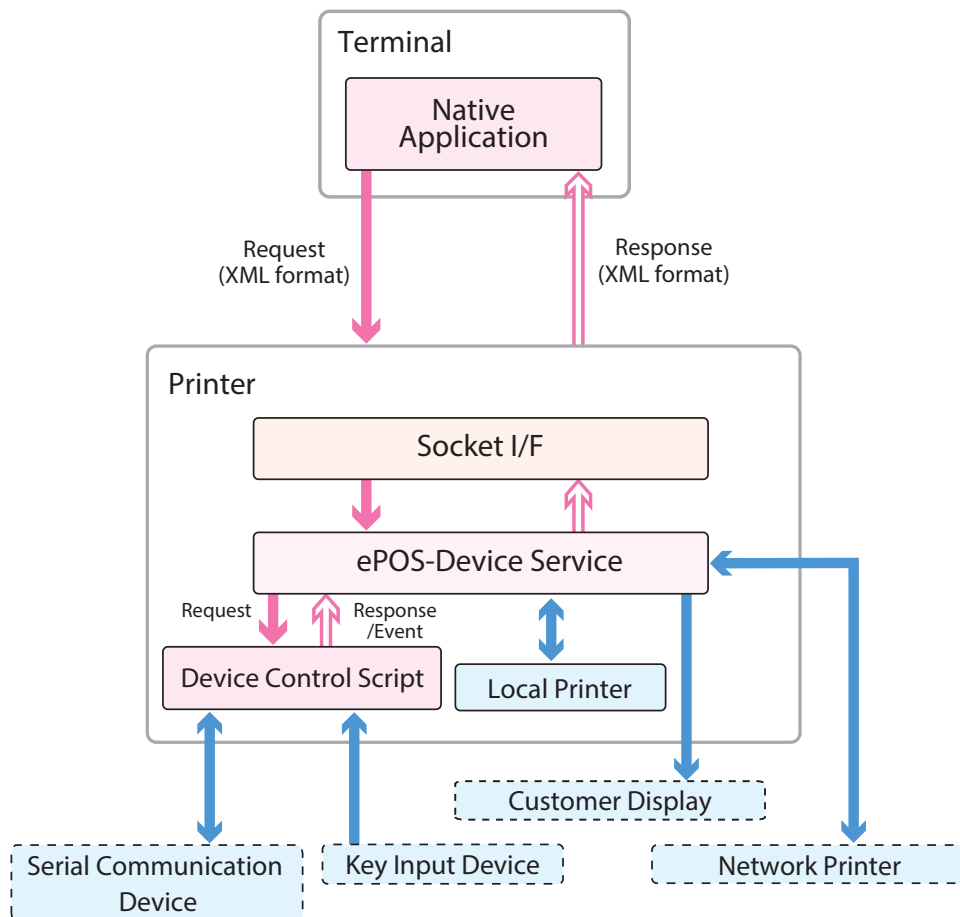 Terminal
Native
Application
Request
(XML format)
Response
(XML format)
Printer
Socket I/F
ePOS-Device Service
Request
Response
/Event
Device Control Script
Local Printer
Customer Display
Serial Communication
Device
Key Input Device
Network Printer